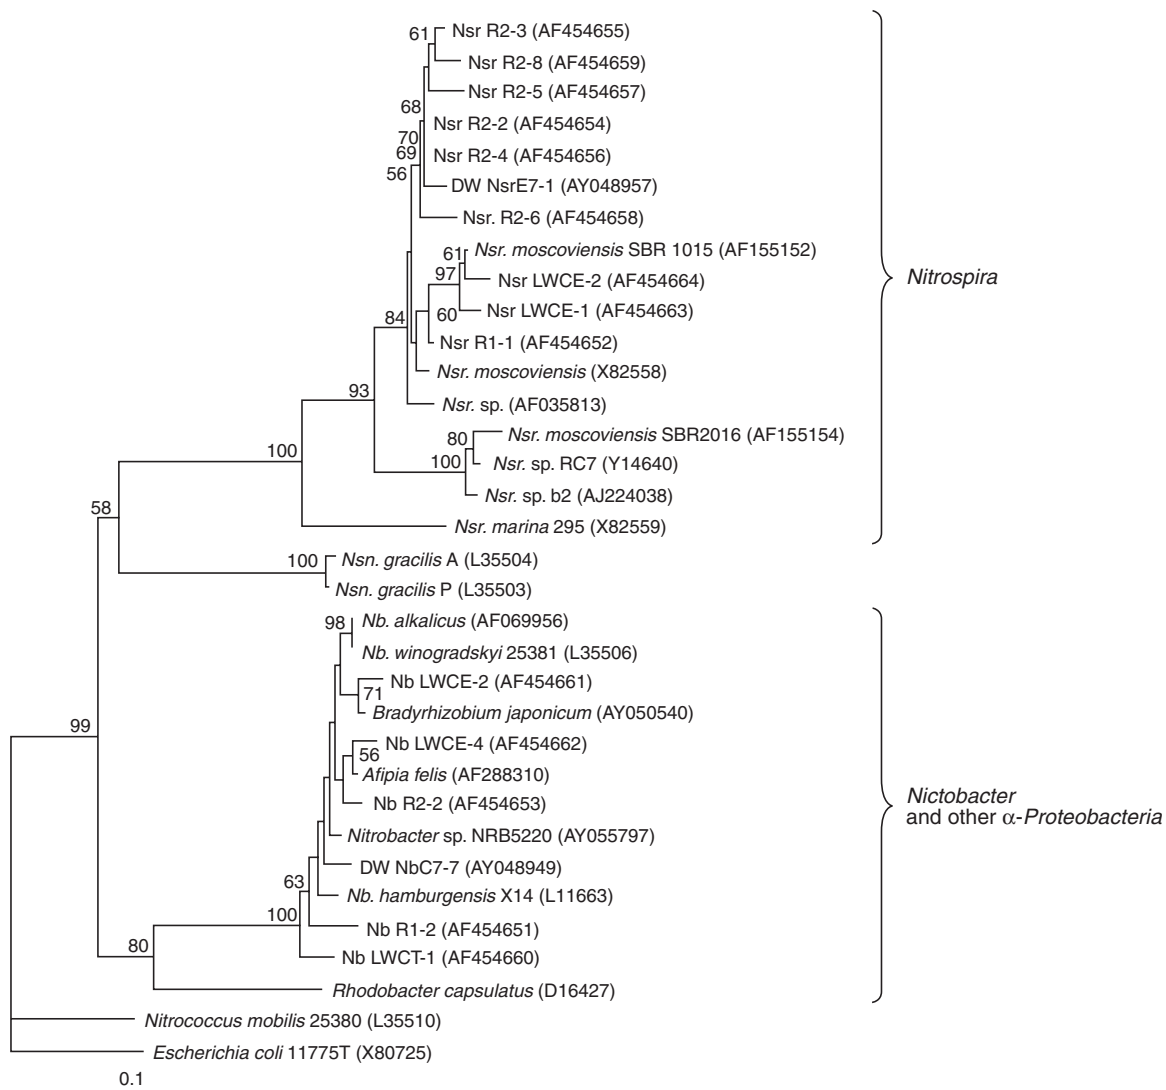 61 Nsr R2-3 (AF454655)
Nsr R2-8 (AF454659)
Nsr R2-5 (AF454657)
68
Nsr R2-2 (AF454654)
70
69 Nsr R2-4 (AF454656)
56
DW NsrE7-1 (AY048957)
Nsr. R2-6 (AF454658)
61 Nsr. moscoviensis SBR 1015 (AF155152)
97 Nsr LWCE-2 (AF454664)
Nitrospira
60 Nsr LWCE-1 (AF454663)
84
Nsr R1-1 (AF454652)
Nsr. moscoviensis (X82558)
93
Nsr. sp. (AF035813)
80 Nsr. moscoviensis SBR2016 (AF155154)
100
100 Nsr. sp. RC7 (Y14640)
Nsr. sp. b2 (AJ224038)
58
Nsr. marina 295 (X82559)
100 Nsn. gracilis A (L35504)
Nsn. gracilis P (L35503)
98 Nb. alkalicus (AF069956)
Nb. winogradskyi 25381 (L35506)
Nb LWCE-2 (AF454661)
71
Bradyrhizobium japonicum (AY050540)
99
Nb LWCE-4 (AF454662)
56
Afipia felis (AF288310)
Nb R2-2 (AF454653)
Nictobacter
and other α-Proteobacteria
Nitrobacter sp. NRB5220 (AY055797)
DW NbC7-7 (AY048949)
63
Nb. hamburgensis X14 (L11663)
100
Nb R1-2 (AF454651)
80
Nb LWCT-1 (AF454660)
Rhodobacter capsulatus (D16427)
Nitrococcus mobilis 25380 (L35510)
Escherichia coli 11775T (X80725)
0.1